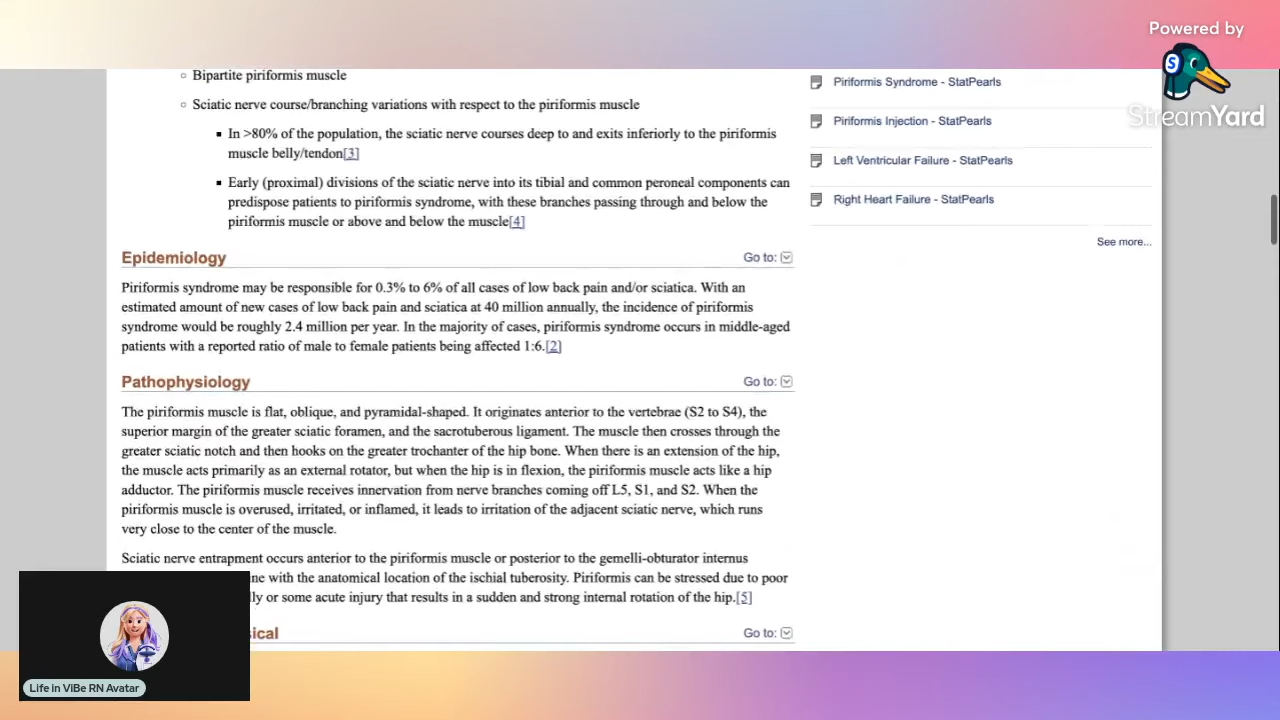 Powered by
StreamYard
Bipartite piriformis muscle
Sciatic nerve course/branching variations with respect to the piriformis muscle
In >80% of the population, the sciatic nerve courses deep to and exits inferiorly to the piriformis
muscle belly/tendon[3]
Early (proximal) divisions of the sciatic nerve into its tibial and common peroneal components can
predispose patients to piriformis syndrome, with these branches passing through and below the
piriformis muscle or above and below the muscle[4]
Piriformis Syndrome - StatPearls
Piriformis Injection - StatPearls
Left Ventricular Failure - StatPearls
Right Heart Failure - StatPearls
See more...
Epidemiology Go to:
Piriformis syndrome may be responsible for 0.3% to 6% of all cases of low back pain and/or sciatica. With an
estimated amount of new cases of low back pain and sciatica at 40 million annually, the incidence of piriformis
syndrome would be roughly 2.4 million per year. In the majority of cases, piriformis syndrome occurs in middle-aged
patients with a reported ratio of male to female patients being affected 1:6.[2]
Pathophysiology Go to:
The piriformis muscle is flat, oblique, and pyramidal-shaped. It originates anterior to the vertebrae (S2 to S4), the
superior margin of the greater sciatic foramen, and the sacrotuberous ligament. The muscle then crosses through the
greater sciatic notch and then hooks on the greater trochanter of the hip bone. When there is an extension of the hip,
the muscle acts primarily as an external rotator, but when the hip is in flexion, the piriformis muscle acts like a hip
adductor. The piriformis muscle receives innervation from nerve branches coming off L5, S1, and S2. When the
piriformis muscle is overused, irritated, or inflamed, it leads to irritation of the adjacent sciatic nerve, which runs
very close to the center of the muscle.
Sciatic nerve entrapment occurs anterior to the piriformis muscle or posterior to the gemelli-obturator internus
with the anatomical location of the ischial tuberosity. Piriformis can be stressed due to poor
or some acute injury that results in a sudden and strong internal rotation of the hip.[5]
Go to:
Life in ViBe RN Avatar